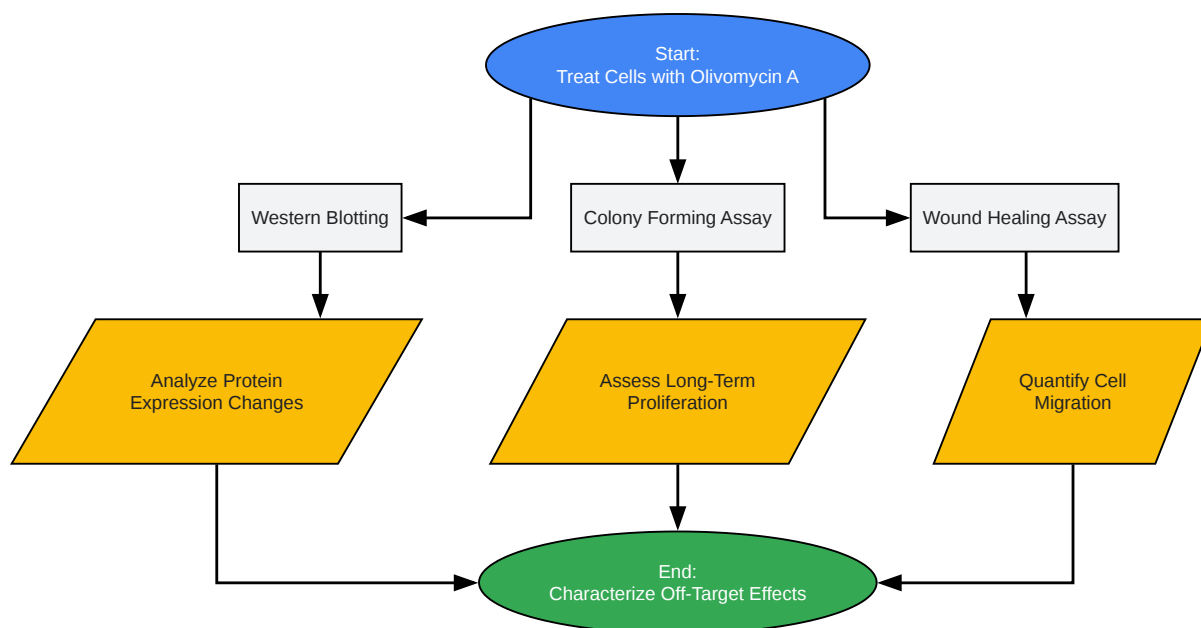 Start:
Treat Cells with Olivomycin A
Western Blotting
Colony Forming Assay
Wound Healing Assay
Analyze Protein
Expression Changes
Assess Long-Term
Proliferation
Quantify Cell
Migration
End:
Characterize Off-Target Effects